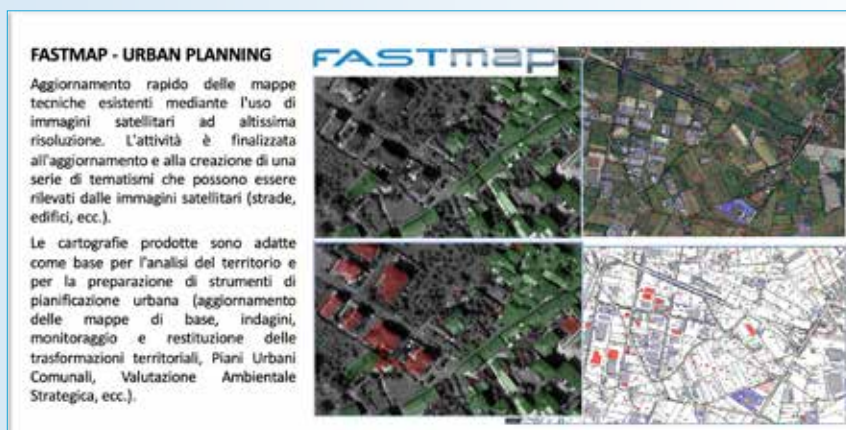 FASTMAP - URBAN PLANNING
Aggiornamento rapido delle mappe
tecniche esistenti mediante l'uso di
immagini satellitari ad altissima
risoluzione. L'attività è finalizzata
all'aggiornamento e alla creazione di una
serie di tematismi che possono essere
rilevati dalle immagini satellitari (strade,
edifici, ecc.).
Le cartografie prodotte sono adatte
come base per l'analisi del territorio e
per la preparazione di strumenti di
pianificazione urbana (aggiornamento
delle mappe di base, indagini,
monitoraggio e restituzione delle
trasformazioni territoriali, Piani Urbani
Comunali, Valutazione Ambientale
Strategica, ecc.).
FASTmap